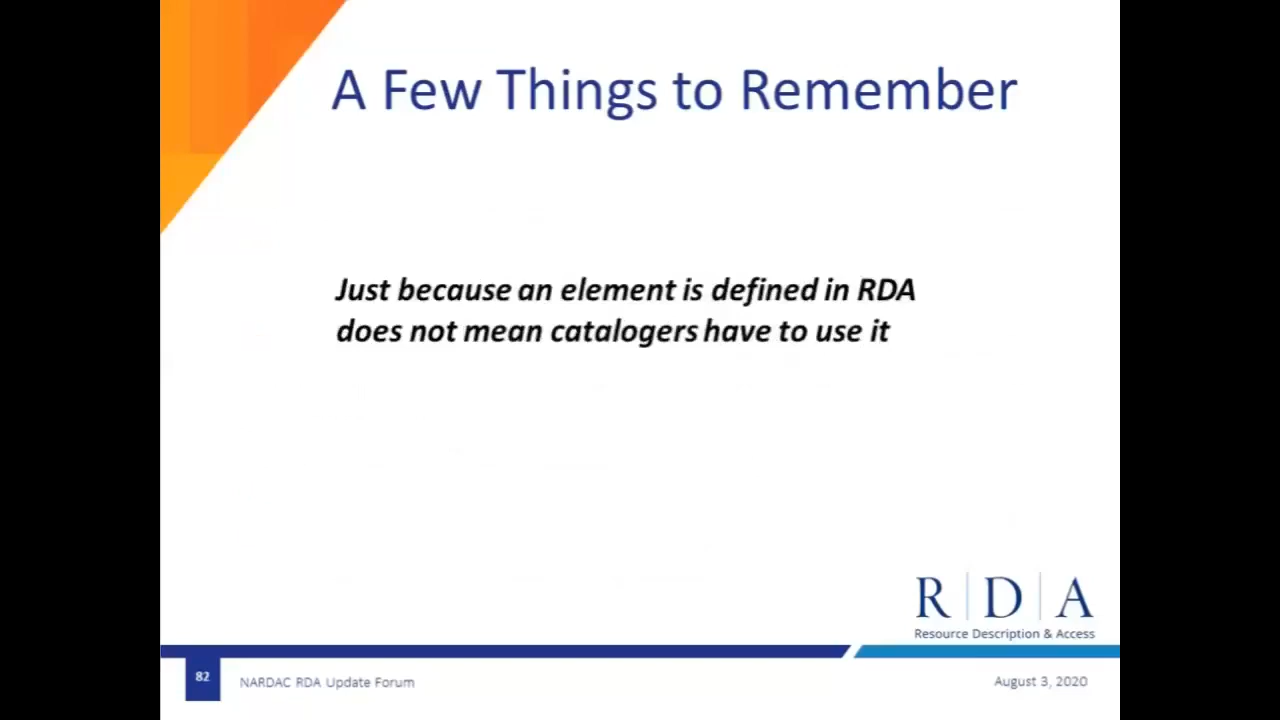 A Few Things to Remember
Just because an element is defined in RDA
does not mean catalogers have to use it
R D A
Resource Description & Access
82
NARDAC RDA Update Forum
August 3, 2020